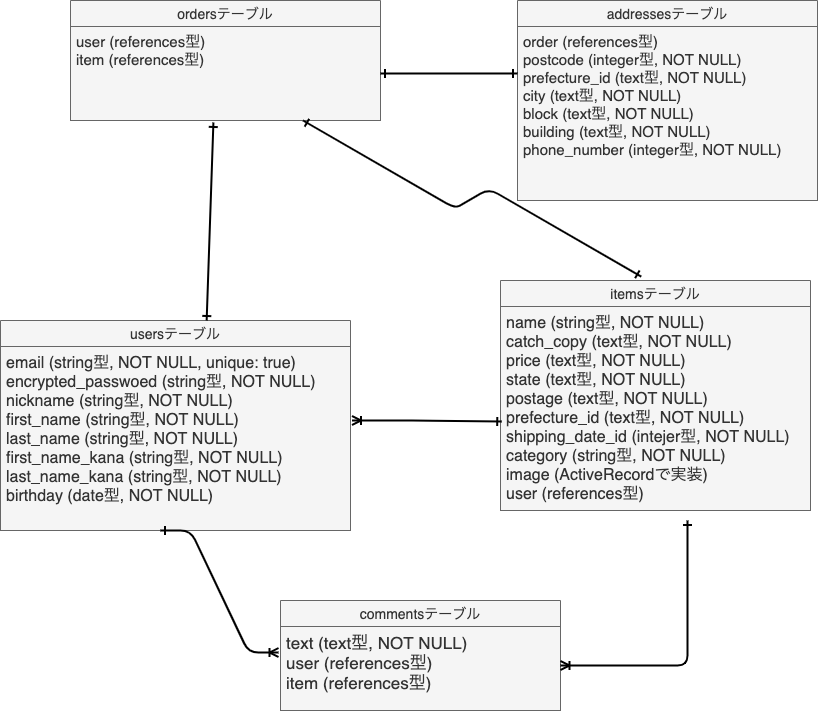 ordersテーブル
user (references型)
item (references型)
addressesテーブル
order (references型)
postcode (integer型, NOT NULL)
prefecture_id (text型, NOT NULL)
city (text型, NOT NULL)
block (text型, NOT NULL)
building (text型, NOT NULL)
phone_number (integer型, NOT NULL)
usersテーブル
email (string型, NOT NULL, unique: true)
encrypted_passwoed (string型, NOT NULL)
nickname (string型, NOT NULL)
first_name (string型, NOT NULL)
last_name (string型, NOT NULL)
first_name_kana (string型, NOT NULL)
last_name_kana (string型, NOT NULL)
birthday (date型, NOT NULL)
itemsテーブル
name (string型, NOT NULL)
catch_copy (text型, NOT NULL)
price (text型, NOT NULL)
state (text型, NOT NULL)
postage (text型, NOT NULL)
prefecture_id (text型, NOT NULL)
shipping_date_id (intejer型, NOT NULL)
category (string型, NOT NULL)
image (ActiveRecordで実装)
user (references型)
commentsテーブル
text (text型, NOT NULL)
user (references型)
item (references型)